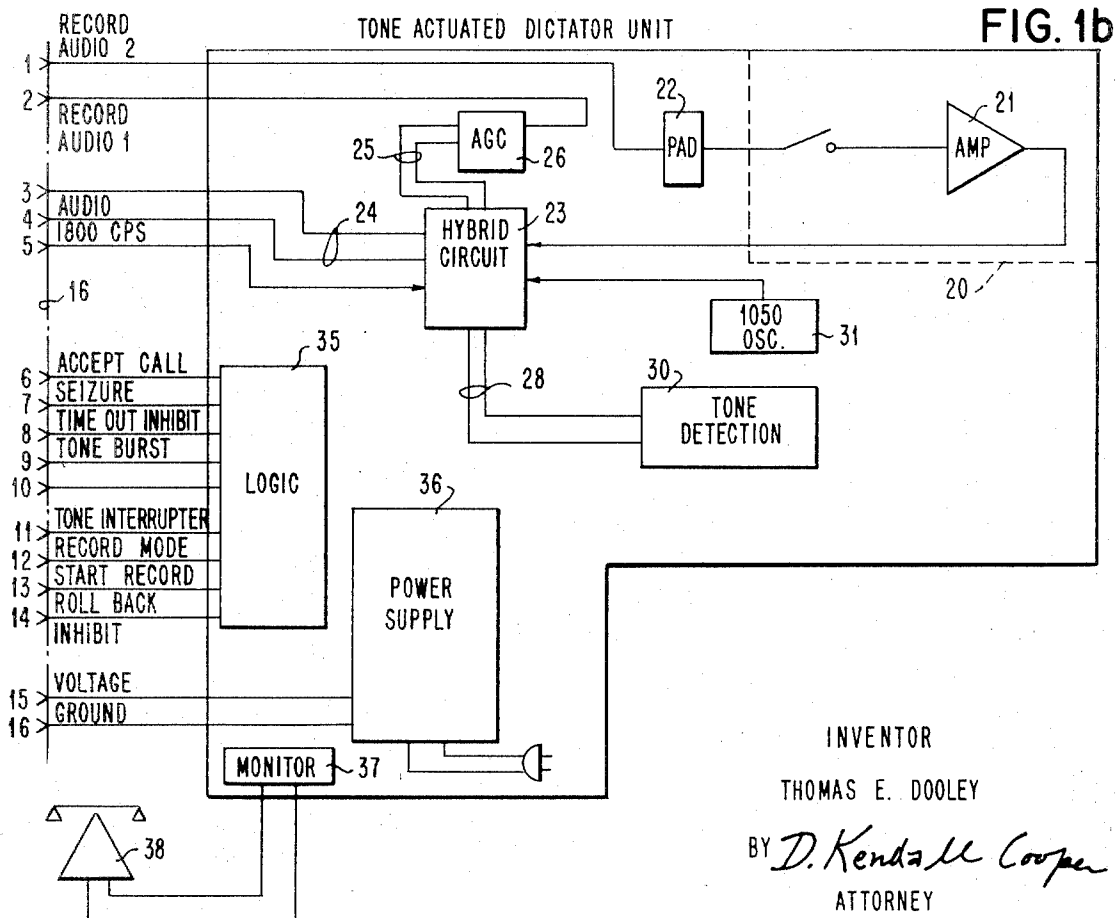 FIG. 1b
TONE ACTUATED DICTATOR UNIT
RECORD
AUDIO 2
1
2
RECORD
AUDIO 1
3
AUDIO
4
1800 CPS
5
16
25
AGC
26
24
HYBRID
CIRCUIT
23
22
PAD
21
AMP
20
1050
OSC.
31
28
30
TONE
DETECTION
ACCEPT CALL
6
SEIZURE
7
TIME OUT INHIBIT
8
TONE BURST
9
10
TONE INTERRUPTER
11
RECORD MODE
12
START RECORD
13
ROLL BACK
14
INHIBIT
35
LOGIC
36
POWER
SUPPLY
VOLTAGE
15
GROUND
16
MONITOR
37
38
INVENTOR
THOMAS E. DOOLEY
BY D. Kendall Cooper
ATTORNEY